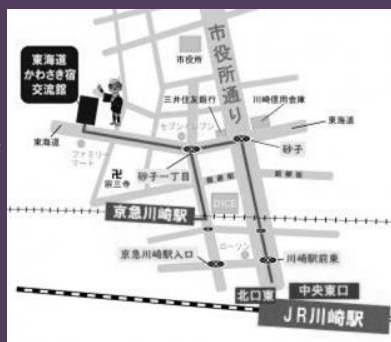 東海道
かわさき宿
交流館
市役所
市役所通り
三井住友銀行
川崎信用金庫
東海道
セブンイレブン
東海道
ファミリー
マート
宗三寺
砂子一丁目
砂子
DICE
京急川崎駅
京急川崎駅入口
ローソン
川崎駅前東
北口東
中央東口
JR川崎駅